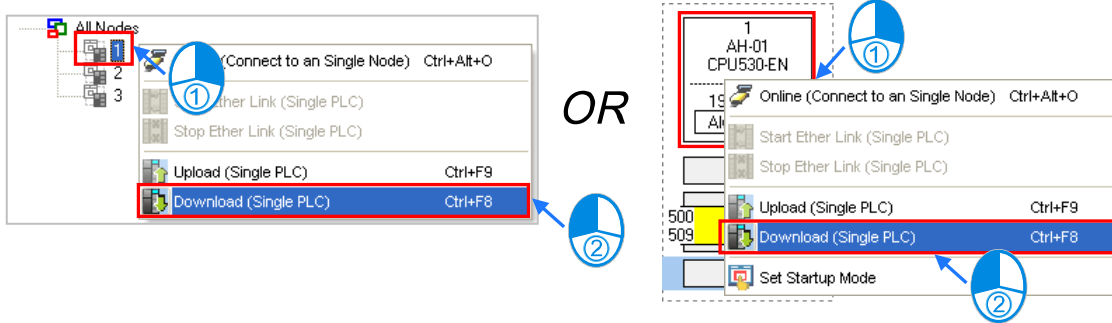 All Nodes
1
2
3
(Connect to an Single Node) Ctrl+Alt+O
Ether Link (Single PLC)
Stop Ether Link (Single PLC)
Upload (Single PLC) Ctrl+F9
Download (Single PLC) Ctrl+F8
①
②
OR
1
AH-01
CPU530-EN
19
Al
①
Online (Connect to an Single Node) Ctrl+Alt+O
Start Ether Link (Single PLC)
Stop Ether Link (Single PLC)
Upload (Single PLC) Ctrl+F9
Download (Single PLC) Ctrl+F8
Set Startup Mode
500
509
②